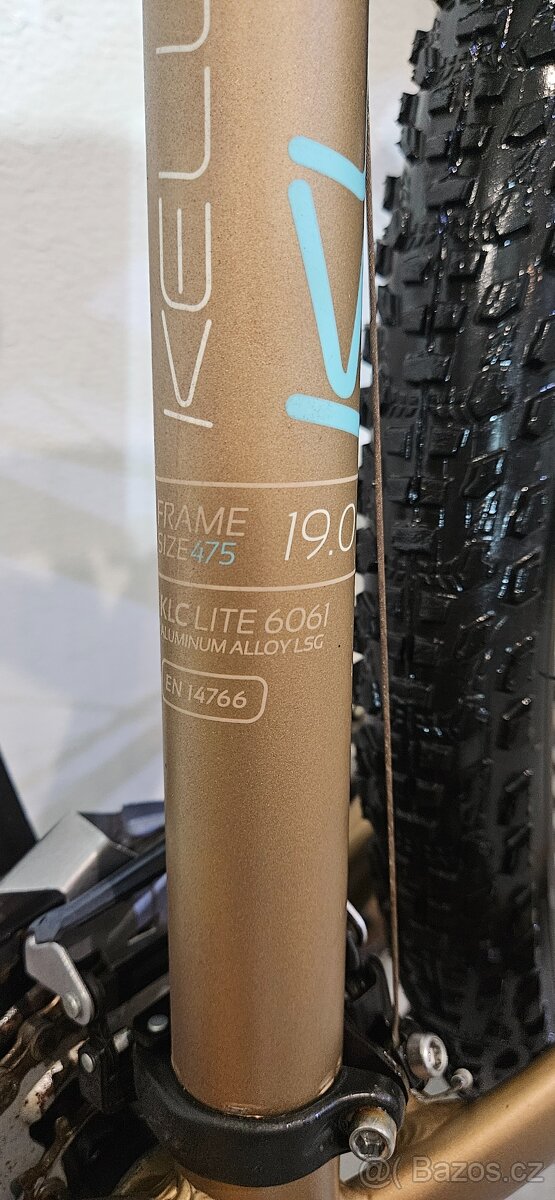 KELL
FRAME
SIZE 475
19.0
KLC LITE 6061
ALUMINUM ALLOY LSG
EN 14766
Bazos.cz